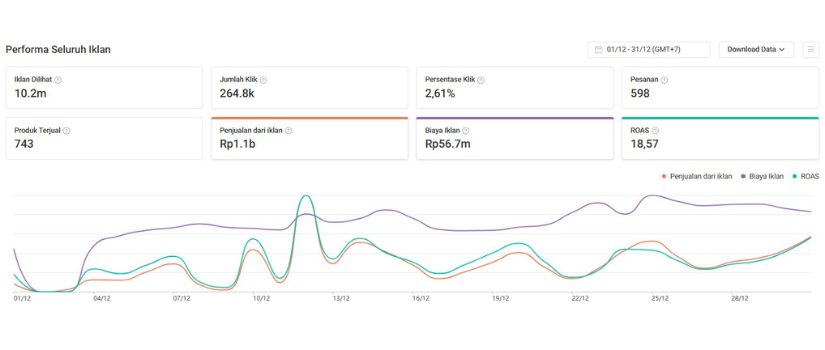 Performa Seluruh Iklan
01/12 - 31/12 (GMT+7)
Download Data
Iklan Dilihat
10.2m
Jumlah Klik
264.8k
Persentase Klik
2,61%
Pesanan
598
Produk Terjual
743
Penjualan dari iklan
Rp1.1b
Biaya Iklan
Rp56.7m
ROAS
18,57
Penjualan dari iklan
Biaya Iklan
ROAS
01/12
04/12
07/12
10/12
13/12
16/12
19/12
22/12
25/12
28/12